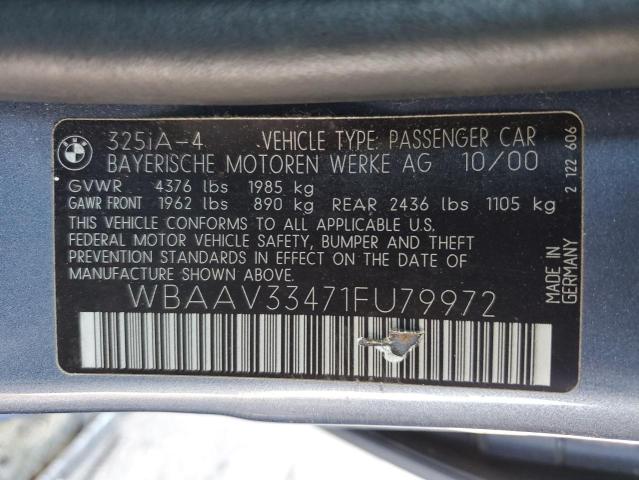 325iA-4 VEHICLE TYPE: PASSENGER CAR
BAYERISCHE MOTOREN WERKE AG 10/00
GVWR 4376 lbs 1985 kg
GAWR FRONT 1962 lbs 890 kg REAR 2436 lbs 1105 kg
THIS VEHICLE CONFORMS TO ALL APPLICABLE U.S.
FEDERAL MOTOR VEHICLE SAFETY, BUMPER AND THEFT
PREVENTION STANDARDS IN EFFECT ON THE DATE OF
MANUFACTURE SHOWN ABOVE.
WBAAV33471FU79972
2 122 606
MADE IN GERMANY